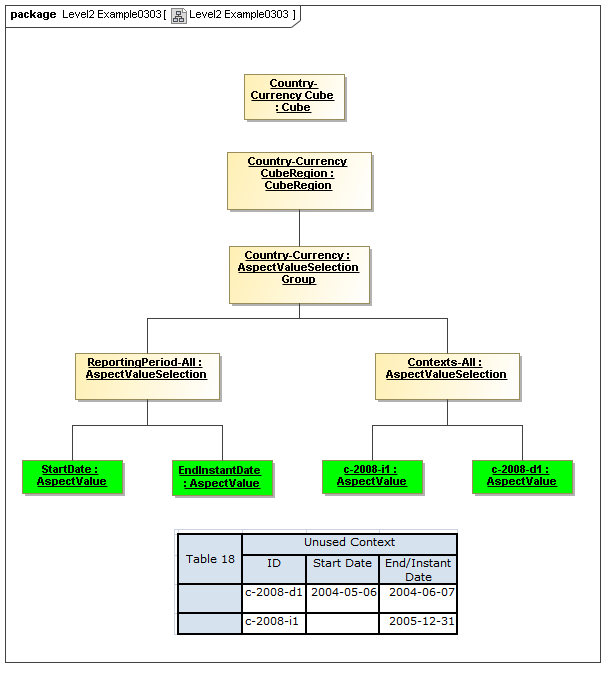 package Level2 Example0303 [ Level2 Example0303 ]
Country-
Currency Cube
: Cube
Country-Currency
CubeRegion :
CubeRegion
Country-Currency :
AspectValueSelection
Group
ReportingPeriod-All :
AspectValueSelection
Contexts-All :
AspectValueSelection
StartDate :
AspectValue
EndInstantDate
: AspectValue
c-2008-i1 :
AspectValue
c-2008-d1 :
AspectValue
Table 18
Unused Context
ID
Start Date
End/Instant
Date
c-2008-d1 2004-05-06 2004-06-07
c-2008-i1 2005-12-31